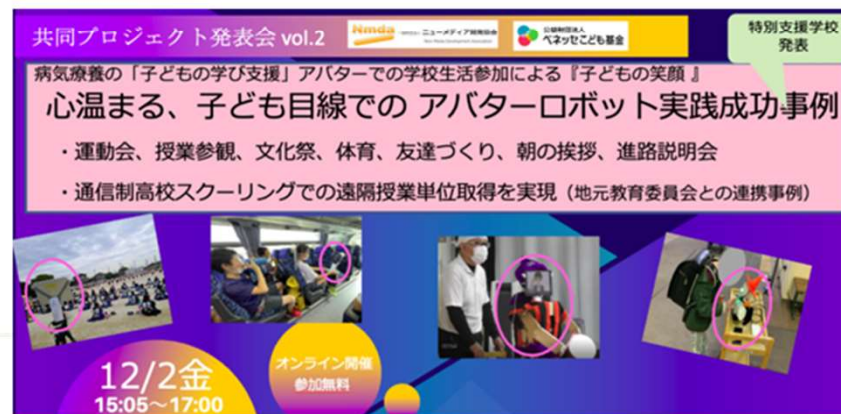 共同プロジェクト発表会 vol.2
Nmda
ニューメディア開発協会
公益財団法人
ベネッセこども基金
特別支援学校
発表
病気療養の「子どもの学び支援」アバターでの学校生活参加による『子どもの笑顔 』
心温まる、子ども目線での アバターロボット実践成功事例
・運動会、授業参観、文化祭、体育、友達づくり、朝の挨拶、進路説明会
・通信制高校スクーリングでの遠隔授業単位取得を実現（地元教育委員会との連携事例）
12/2金
15:05～17:00
オンライン開催
参加無料